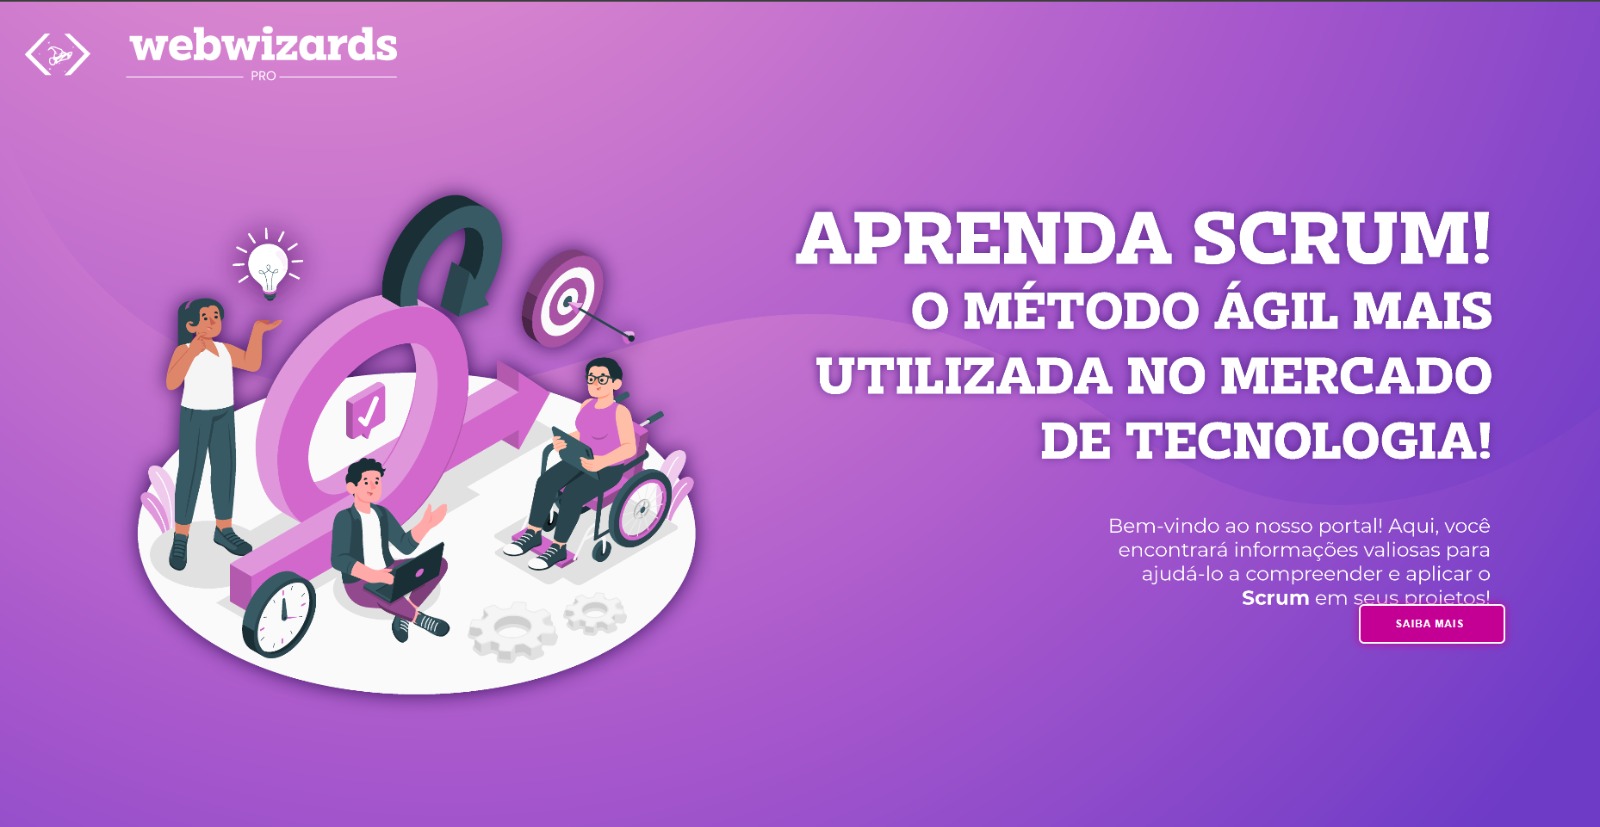 webwizards
PRO
APRENDA SCRUM!
O MÉTODO ÁGIL MAIS
UTILIZADA NO MERCADO
DE TECNOLOGIA!
Bem-vindo ao nosso portal! Aqui, você
encontrará informações valiosas para
ajudá-lo a compreender e aplicar o
Scrum em seus projetos!
SAIBA MAIS